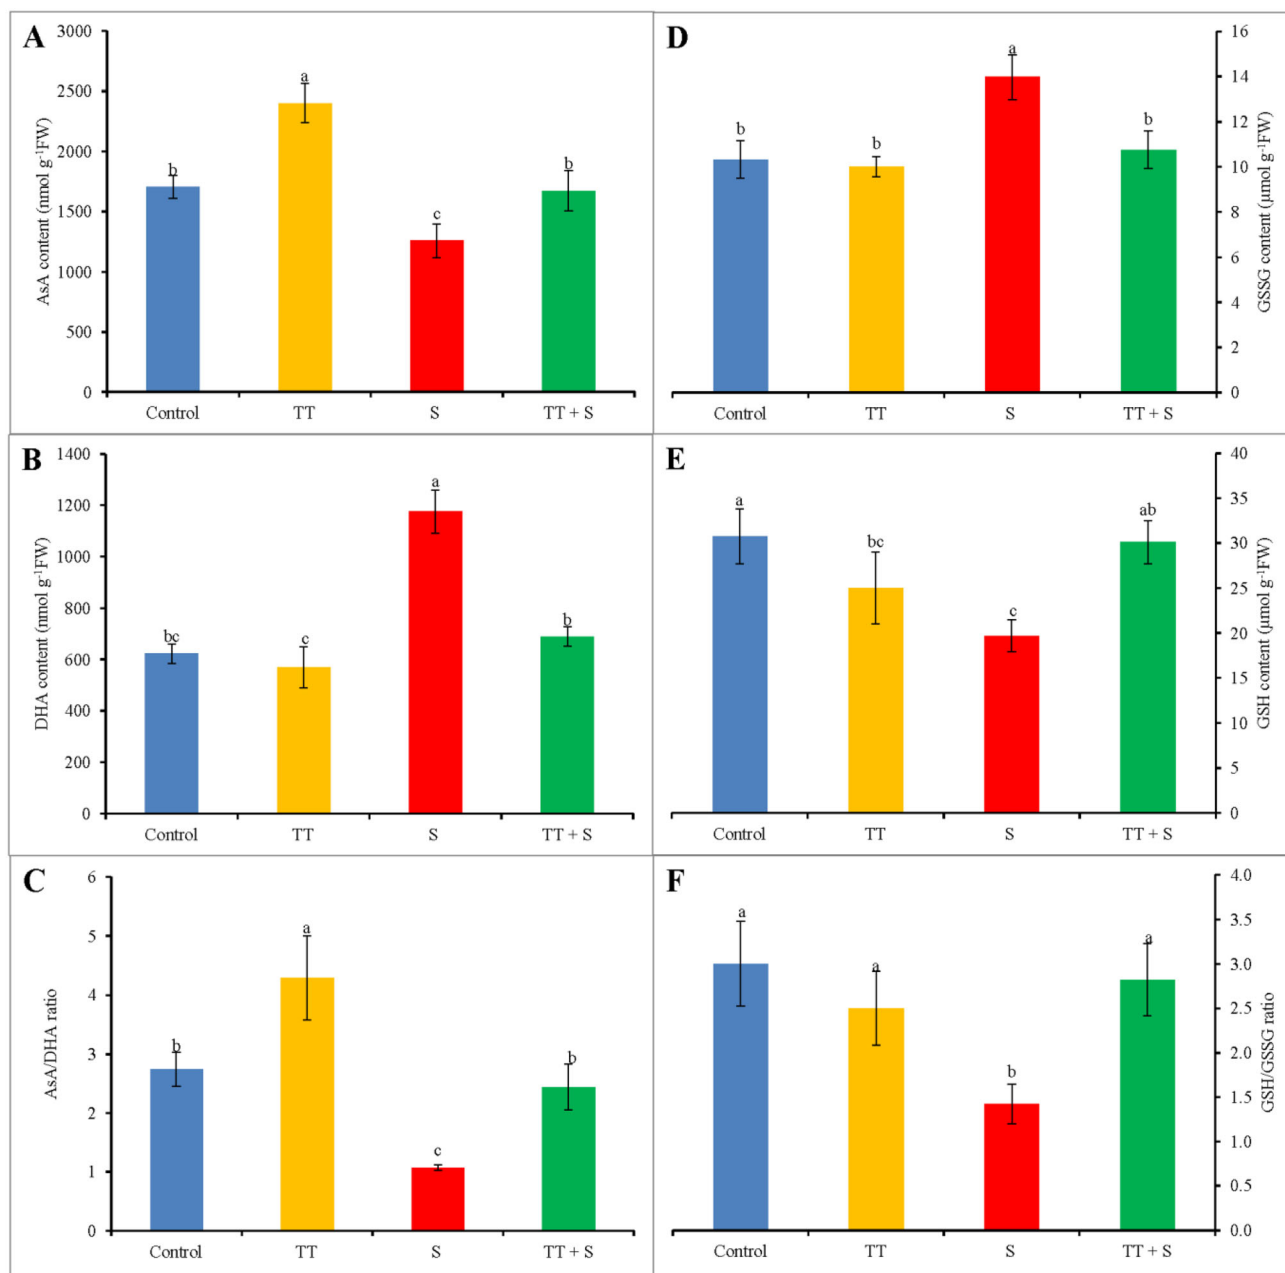 A
AsA content (nmol g⁻¹FW)
3000
2500
2000
1500
1000
500
0
b
a
c
b
Control TT S TT + S
D
GSSG content (µmol g⁻¹FW)
16
14
12
10
8
6
4
2
0
b
b
a
b
Control TT S TT + S
B
DHA content (nmol g⁻¹FW)
1400
1200
1000
800
600
400
200
0
bc
c
a
b
Control TT S TT + S
E
GSH content (µmol g⁻¹FW)
40
35
30
25
20
15
10
5
0
a
bc
c
ab
Control TT S TT + S
C
AsA/DHA ratio
6
5
4
3
2
1
0
b
a
c
b
Control TT S TT + S
F
GSH/GSSG ratio
4.0
3.5
3.0
2.5
2.0
1.5
1.0
0.5
0.0
a
a
b
a
Control TT S TT + S